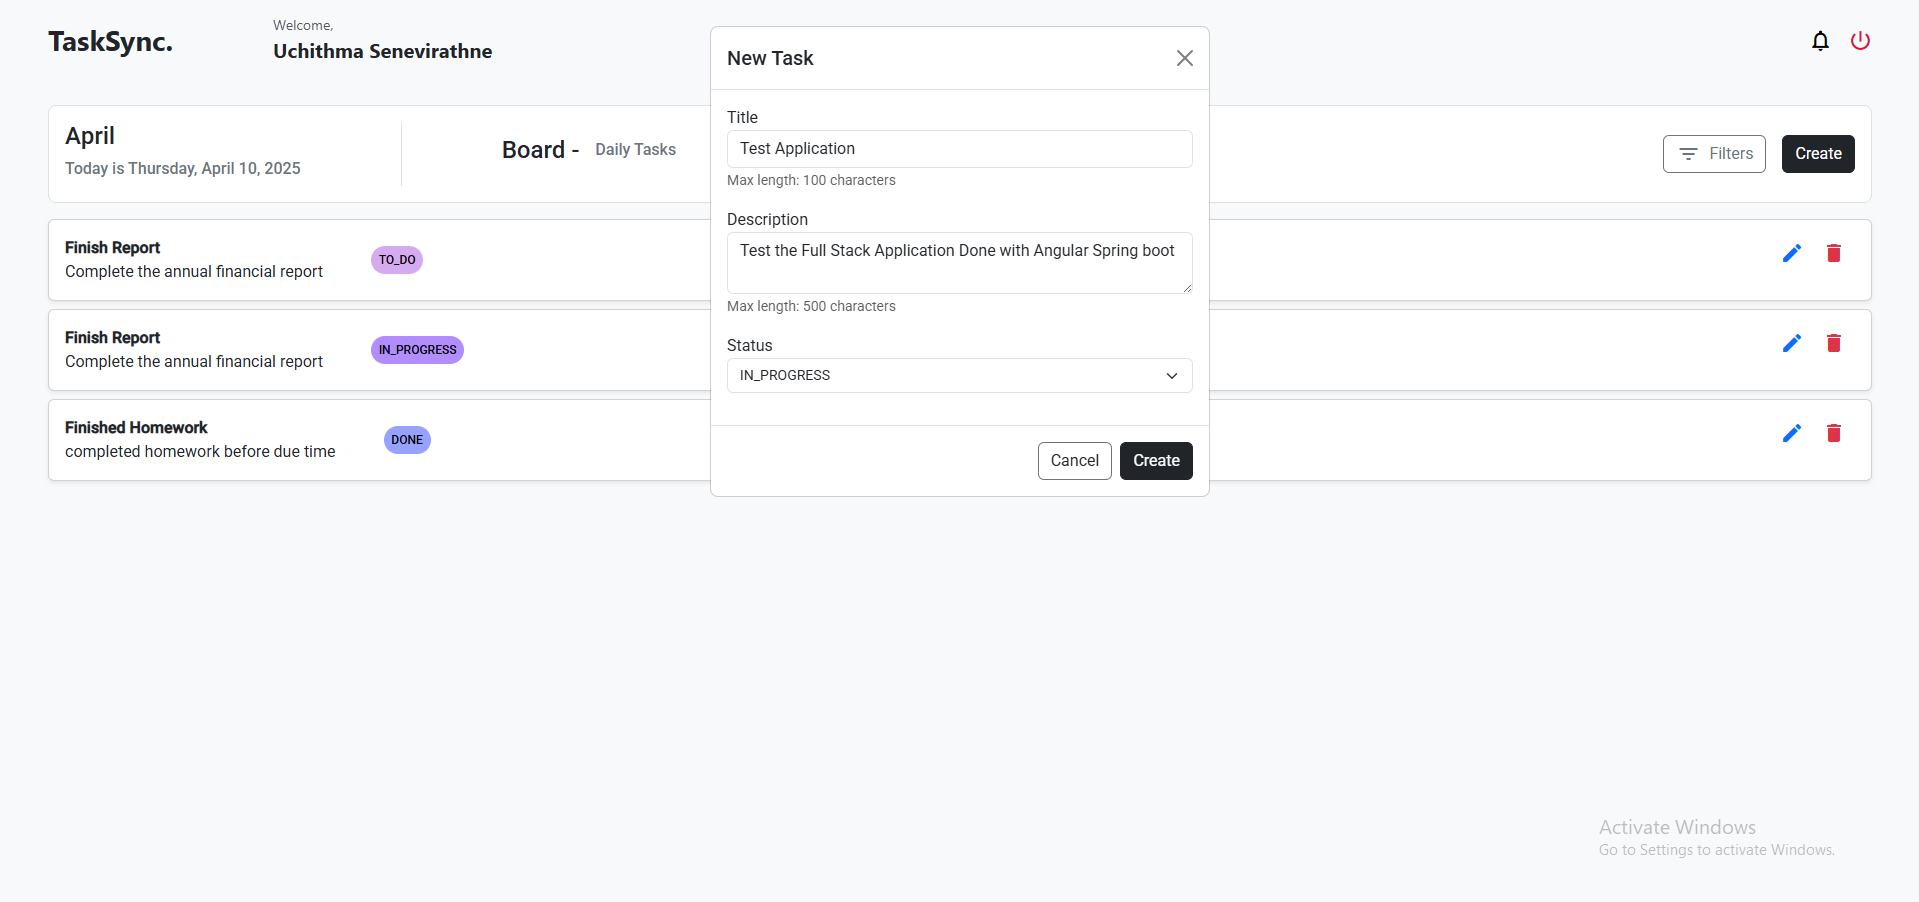 TaskSync.
Welcome,
Uchithma Senevirathne
April
Today is Thursday, April 10, 2025
Board - Daily Tasks
Filters
Create
Finish Report
Complete the annual financial report
TO_DO
Finish Report
Complete the annual financial report
IN_PROGRESS
Finished Homework
completed homework before due time
DONE
New Task
Title
Test Application
Max length: 100 characters
Description
Test the Full Stack Application Done with Angular Spring boot
Max length: 500 characters
Status
IN_PROGRESS
Cancel
Create
Activate Windows
Go to Settings to activate Windows.